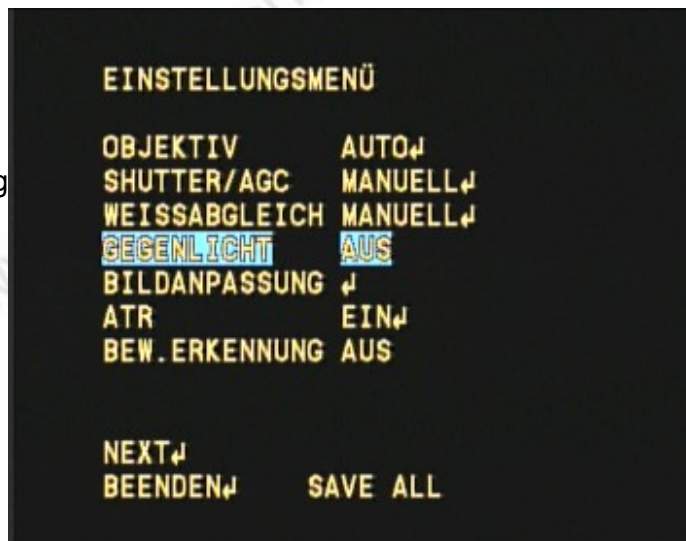 EINSTELLUNGSMENÜ
OBJEKTIV AUTO↲
g
SHUTTER/AGC MANUELL↲
WEISSABGLEICH MANUELL↲
GEGENLICHT AUS
BILDANPASSUNG ↲
ATR EIN↲
BEW.ERKENNUNG AUS
NEXT↲
BEENDEN↲ SAVE ALL